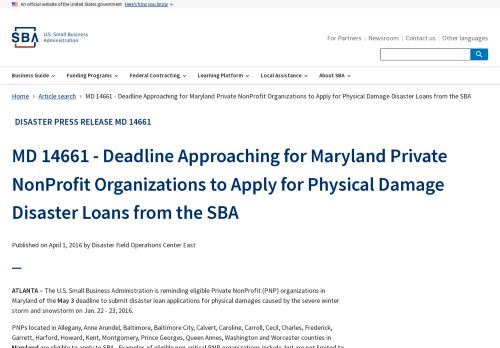 An official website of the United States government Here's how you know
SBA U.S. Small Business
Administration
For Partners | Newsroom | Contact us | Other languages
Business Guide Funding Programs Federal Contracting Learning Platform Local Assistance About SBA
Home › Article search › MD 14661 - Deadline Approaching for Maryland Private NonProfit Organizations to Apply for Physical Damage Disaster Loans from the SBA
DISASTER PRESS RELEASE MD 14661
MD 14661 - Deadline Approaching for Maryland Private
NonProfit Organizations to Apply for Physical Damage
Disaster Loans from the SBA
Published on April 1, 2016 by Disaster Field Operations Center East
ATLANTA – The U.S. Small Business Administration is reminding eligible Private NonProfit (PNP) organizations in
Maryland of the May 3 deadline to submit disaster loan applications for physical damages caused by the severe winter
storm and snowstorm on Jan. 22 - 23, 2016.
PNPs located in Allegany, Anne Arundel, Baltimore, Baltimore City, Calvert, Caroline, Carroll, Cecil, Charles, Frederick,
Garrett, Harford, Howard, Kent, Montgomery, Prince Georges, Queen Annes, Washington and Worcester counties in
Maryland are eligible to apply to SBA. Examples of eligible non-critical PNP organizations include, but are not limited to